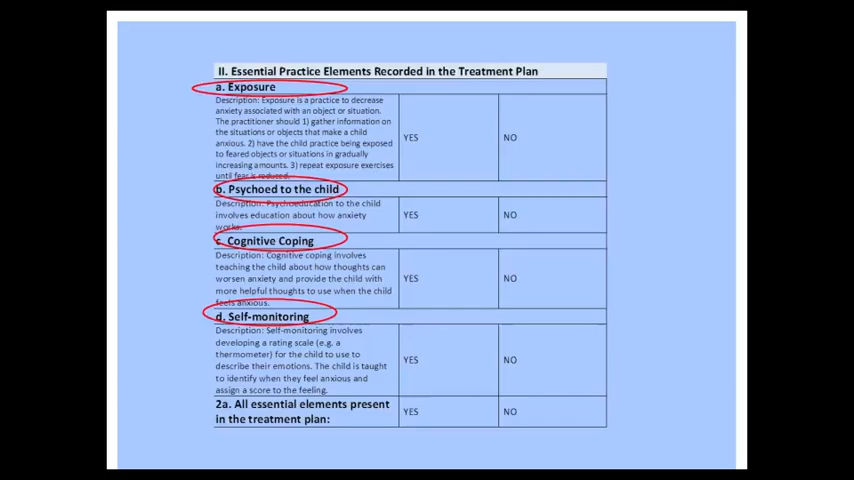 II. Essential Practice Elements Recorded in the Treatment Plan
a. Exposure
Description: Exposure is a practice to decrease
anxiety associated with an object or situation.
The practitioner should 1) gather information on
the situations or objects that make a child
anxious. 2) have the child practice being exposed
to feared objects or situations in gradually
increasing amounts. 3) repeat exposure exercises
until fear is reduced.
YES
NO
b. Psychoed to the child
Description: Psychoeducation to the child
involves education about how anxiety
works.
YES
NO
c. Cognitive Coping
Description: Cognitive coping involves
teaching the child about how thoughts can
worsen anxiety and provide the child with
more helpful thoughts to use when the child
feels anxious.
YES
NO
d. Self-monitoring
Description: Self-monitoring involves
developing a rating scale (e.g. a
thermometer) for the child to use to
describe their emotions. The child is taught
to identify when they feel anxious and
assign a score to the feeling.
YES
NO
2a. All essential elements present
in the treatment plan:
YES
NO